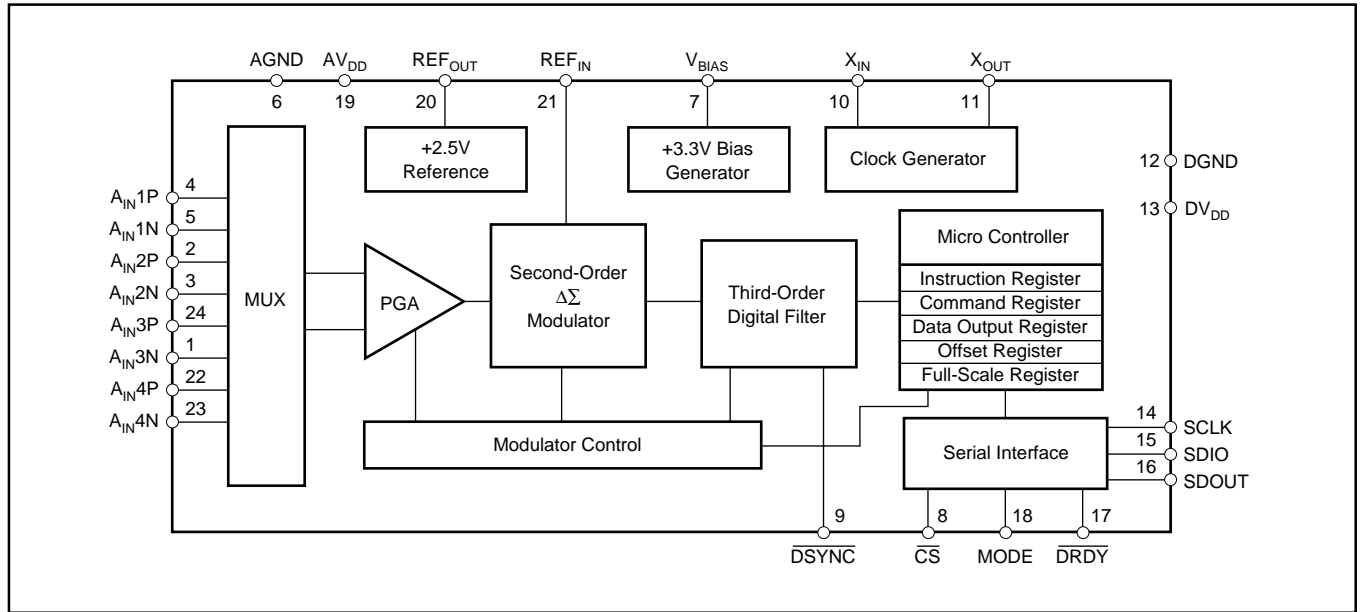 AGND AVDD REFOUT REFIN VBIAS XIN XOUT
6 19 20 21 7 10 11
+2.5V
Reference
+3.3V Bias
Generator
Clock Generator
12 DGND
13 DVDD
MUX
AIN1P 4
AIN1N 5
AIN2P 2
AIN2N 3
AIN3P 24
AIN3N 1
AIN4P 22
AIN4N 23
PGA
Second-Order
ΔΣ
Modulator
Third-Order
Digital Filter
Micro Controller
Instruction Register
Command Register
Data Output Register
Offset Register
Full-Scale Register
Modulator Control
Serial Interface
14 SCLK
15 SDIO
16 SDOUT
9 8 18 17
DSYNC CS MODE DRDY